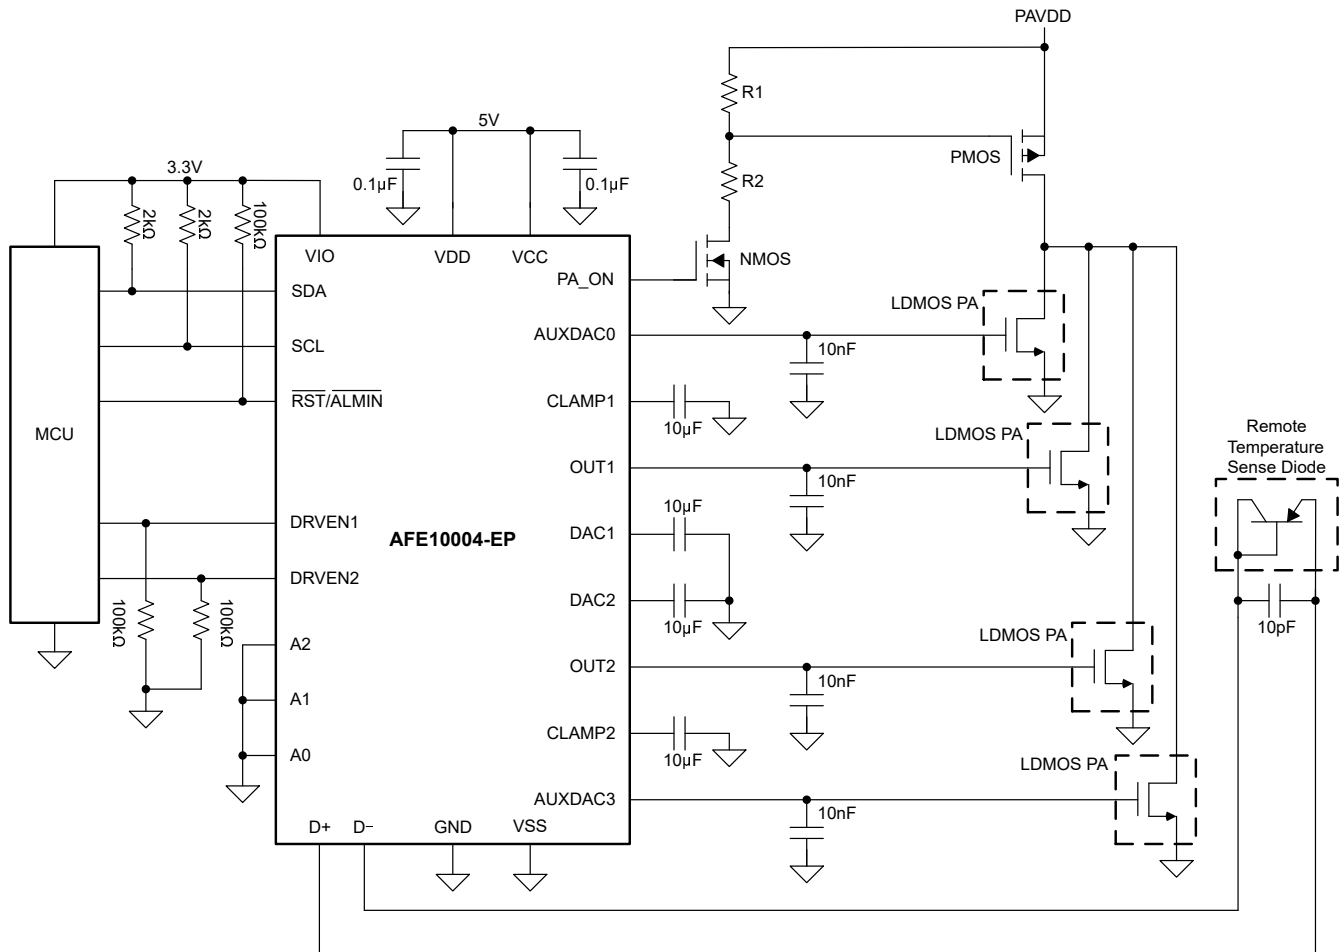 PAVDD
R1
5V
PMOS
3.3V
0.1µF
0.1µF
R2
2kΩ
2kΩ
100kΩ
VIO
VDD
VCC
PA_ON
NMOS
SDA
LDMOS PA
AUXDAC0
SCL
10nF
RST/ALMIN
CLAMP1
10µF
MCU
LDMOS PA
Remote
Temperature
Sense Diode
OUT1
10nF
10µF
DRVEN1
AFE10004-EP
DAC1
DRVEN2
DAC2
10µF
100kΩ
100kΩ
10pF
A2
LDMOS PA
OUT2
10nF
A1
CLAMP2
10µF
A0
LDMOS PA
AUXDAC3
10nF
D+
D−
GND
VSS